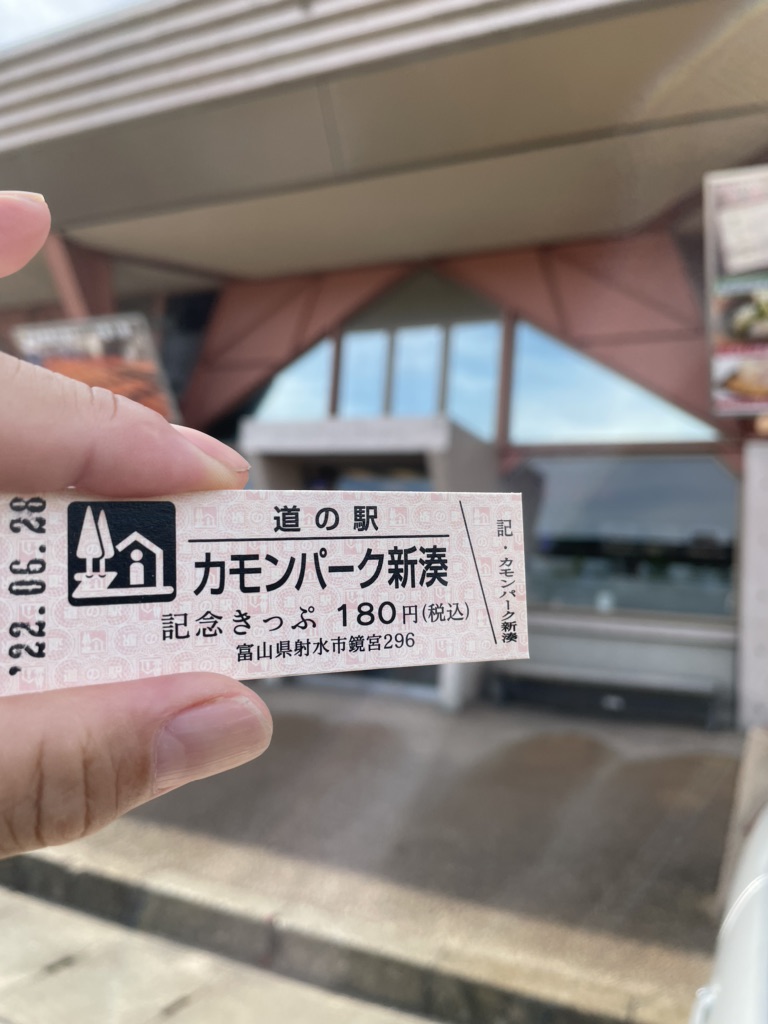 '22.06.28
道の駅
カモンパーク新湊
記念きっぷ 180円(税込)
富山県射水市鏡宮296
記・カモンパーク新湊